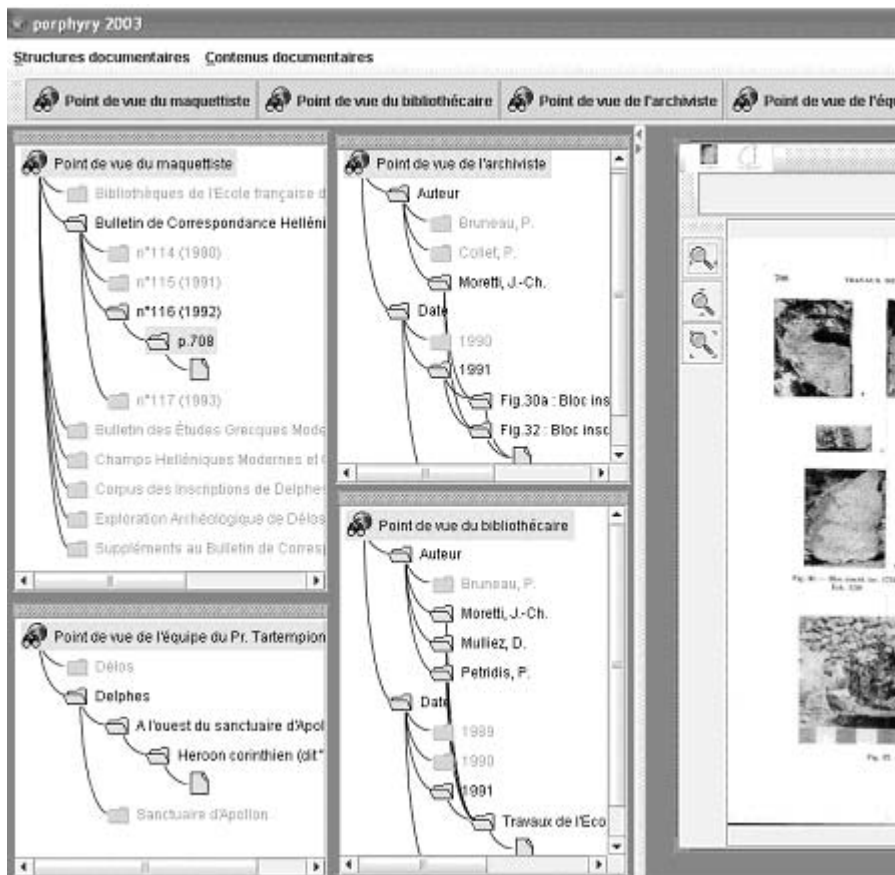 porphyry 2003
Structures documentaires Contenus documentaires
Point de vue du maquettiste Point de vue du bibliothécaire Point de vue de l'archiviste Point de vue de l'éq
Point de vue du maquettiste
Bibliothèques de l'Ecole française d
Bulletin de Correspondance Helléni
n°114 (1990)
n°115 (1991)
n°116 (1992)
p.708
n°117 (1993)
Bulletin des Études Grecques Mode
Champs Helléniques Modernes et
Corpus des Inscriptions de Delphes
Exploration Archéologique de Délos
Suppléments au Bulletin de Corresp
Point de vue de l'équipe du Pr. Tartempion
Délos
Delphes
A l'ouest du sanctuaire d'Apol
Heroon corinthien (dit"
Sanctuaire d'Apollon
Point de vue de l'archiviste
Auteur
Bruneau, P.
Collet, P.
Moretti, J.-Ch.
Date
1990
1991
Fig.30a : Bloc ins
Fig.32 : Bloc insc
Point de vue du bibliothécaire
Auteur
Bruneau, P.
Moretti, J.-Ch.
Mulliez, D.
Petridis, P.
Date
1989
1990
1991
Travaux de l'Eco
708